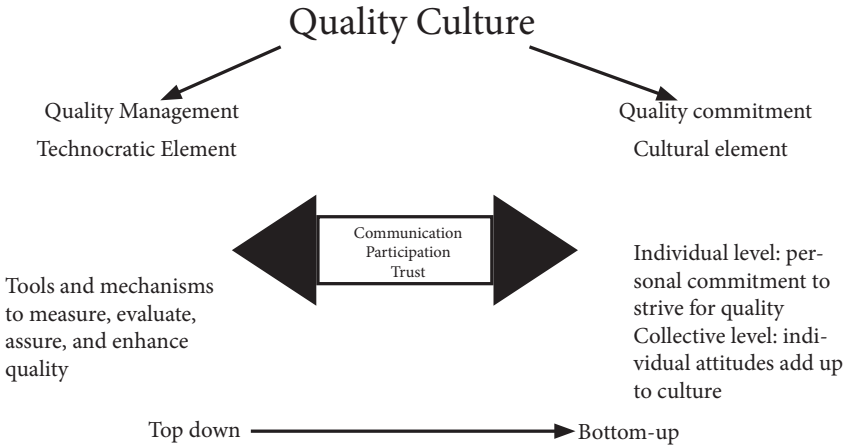 Quality Culture
Quality Management
Technocratic Element
Quality commitment
Cultural element
Communication
Participation
Trust
Tools and mechanisms
to measure, evaluate,
assure, and enhance
quality
Individual level: per-
sonal commitment to
strive for quality
Collective level: indi-
vidual attitudes add up
to culture
Top down
Bottom-up